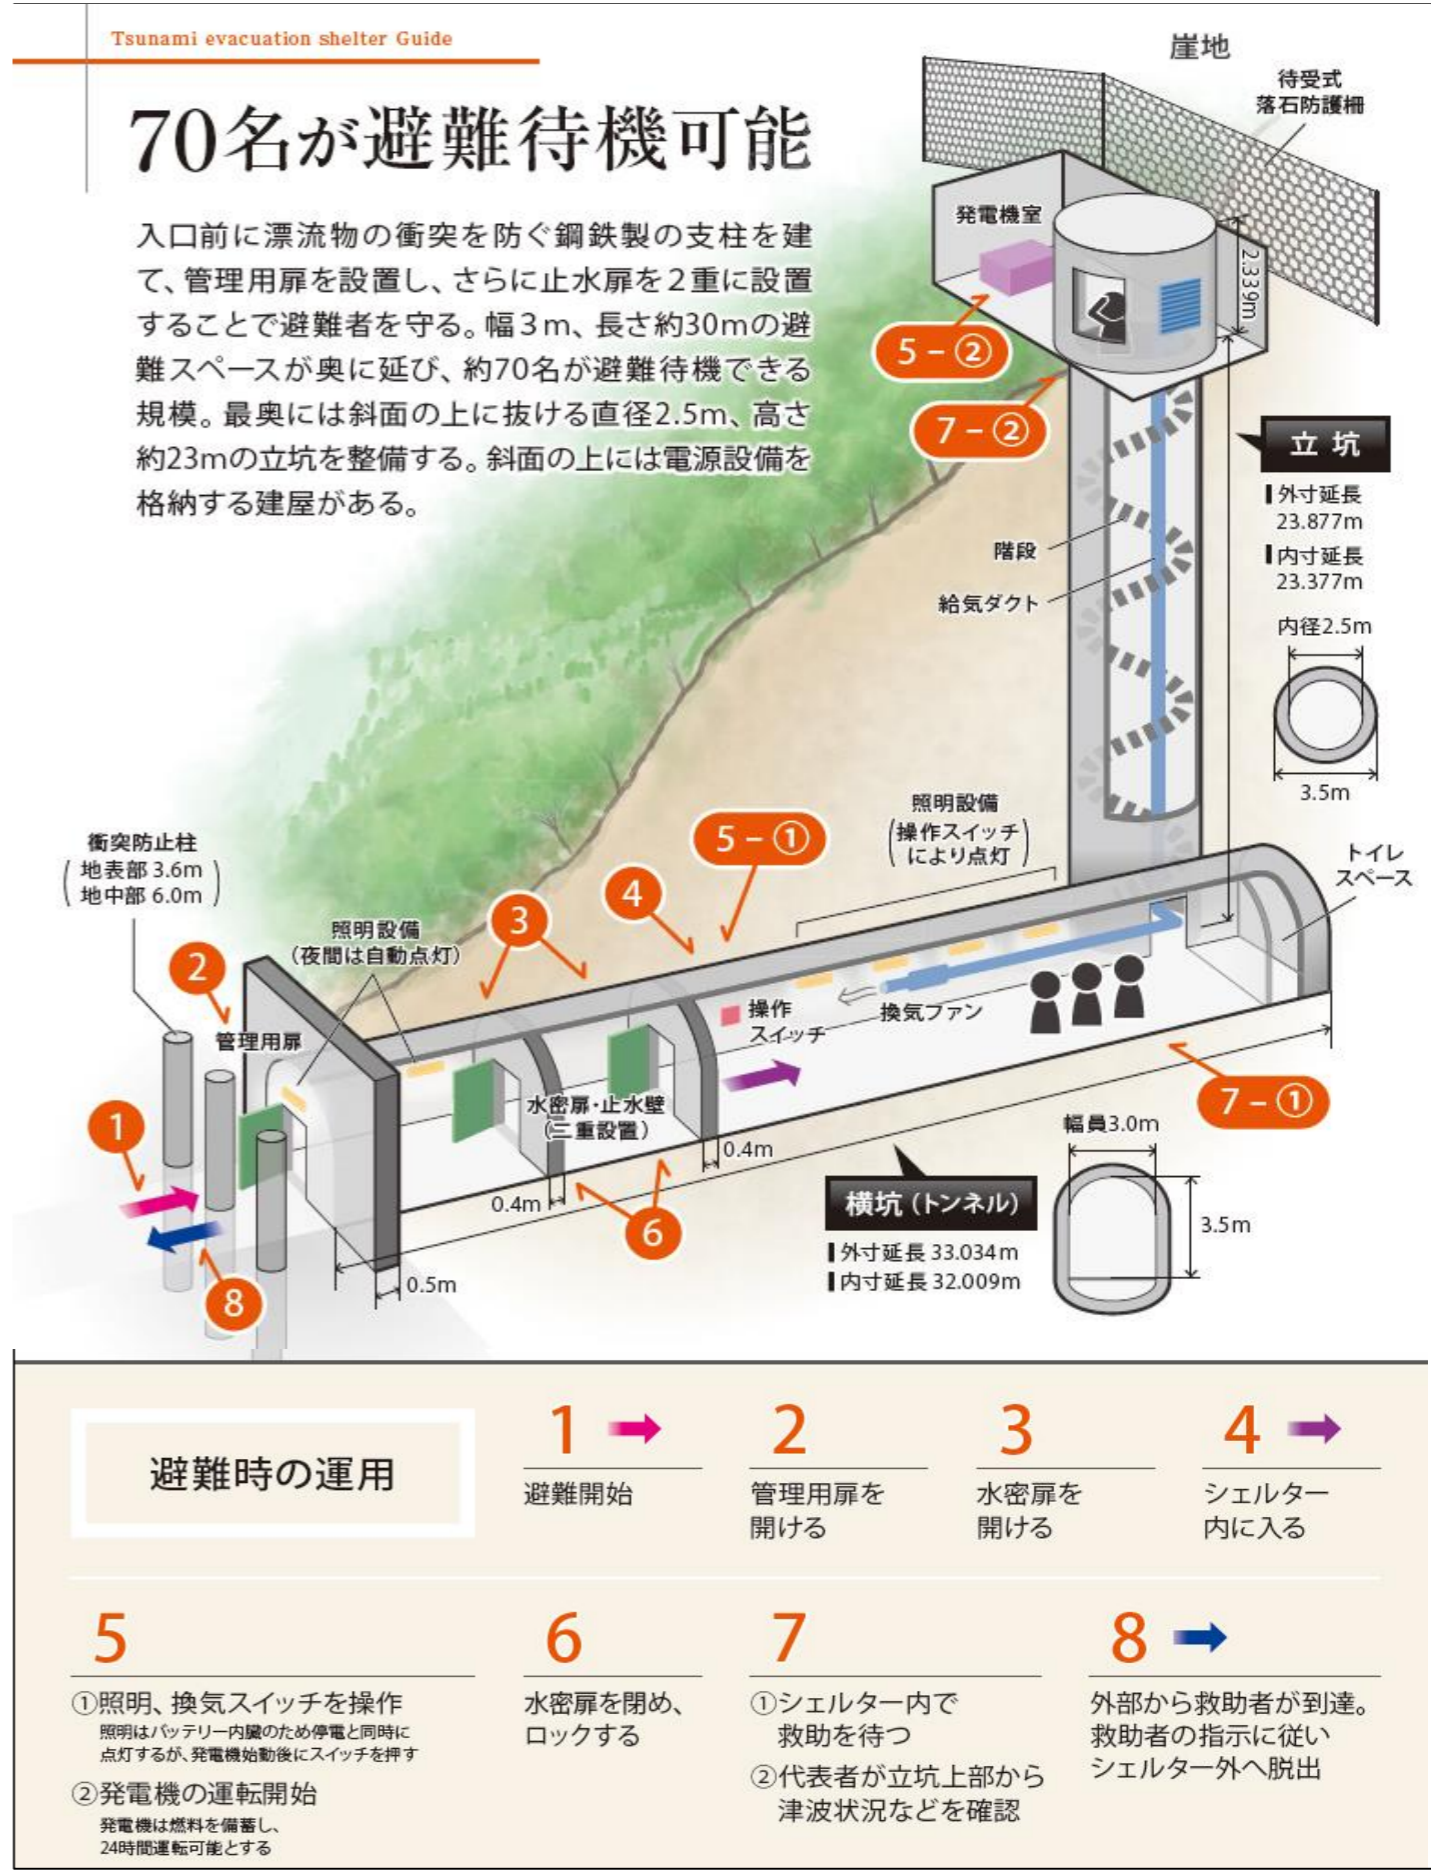 Tsunami evacuation shelter Guide
70名が避難待機可能
入口前に漂流物の衝突を防ぐ鋼鉄製の支柱を建
て、管理用扉を設置し、さらに止水扉を2重に設置
することで避難者を守る。幅3m、長さ約30mの避
難スペースが奥に延び、約70名が避難待機できる
規模。最奥には斜面の上に抜ける直径2.5m、高さ
約23mの立坑を整備する。斜面の上には電源設備を
格納する建屋がある。
崖地
待受式
落石防護柵
発電機室
2.339m
5-②
7-②
立坑
外寸延長
23.877m
内寸延長
23.377m
内径2.5m
3.5m
階段
給気ダクト
照明設備
(操作スイッチ
により点灯)
トイレ
スペース
5-①
4
3
衝突防止柱
(地表部 3.6m
地中部 6.0m)
照明設備
(夜間は自動点灯)
2
管理用扉
操作
スイッチ
換気ファン
1
水密扉・止水壁
(二重設置)
7-①
0.4m
0.4m
6
8
0.5m
横坑(トンネル)
外寸延長 33.034m
内寸延長 32.009m
幅員3.0m
3.5m
避難時の運用
1
避難開始
2
管理用扉を
開ける
3
水密扉を
開ける
4
シェルター
内に入る
5
①照明、換気スイッチを操作
照明はバッテリー内臓のため停電と同時に
点灯するが、発電機始動後にスイッチを押す
②発電機の運転開始
発電機は燃料を備蓄し、
24時間運転可能とする
6
水密扉を閉め、
ロックする
7
①シェルター内で
救助を待つ
②代表者が立坑上部から
津波状況などを確認
8
外部から救助者が到達。
救助者の指示に従い
シェルター外へ脱出